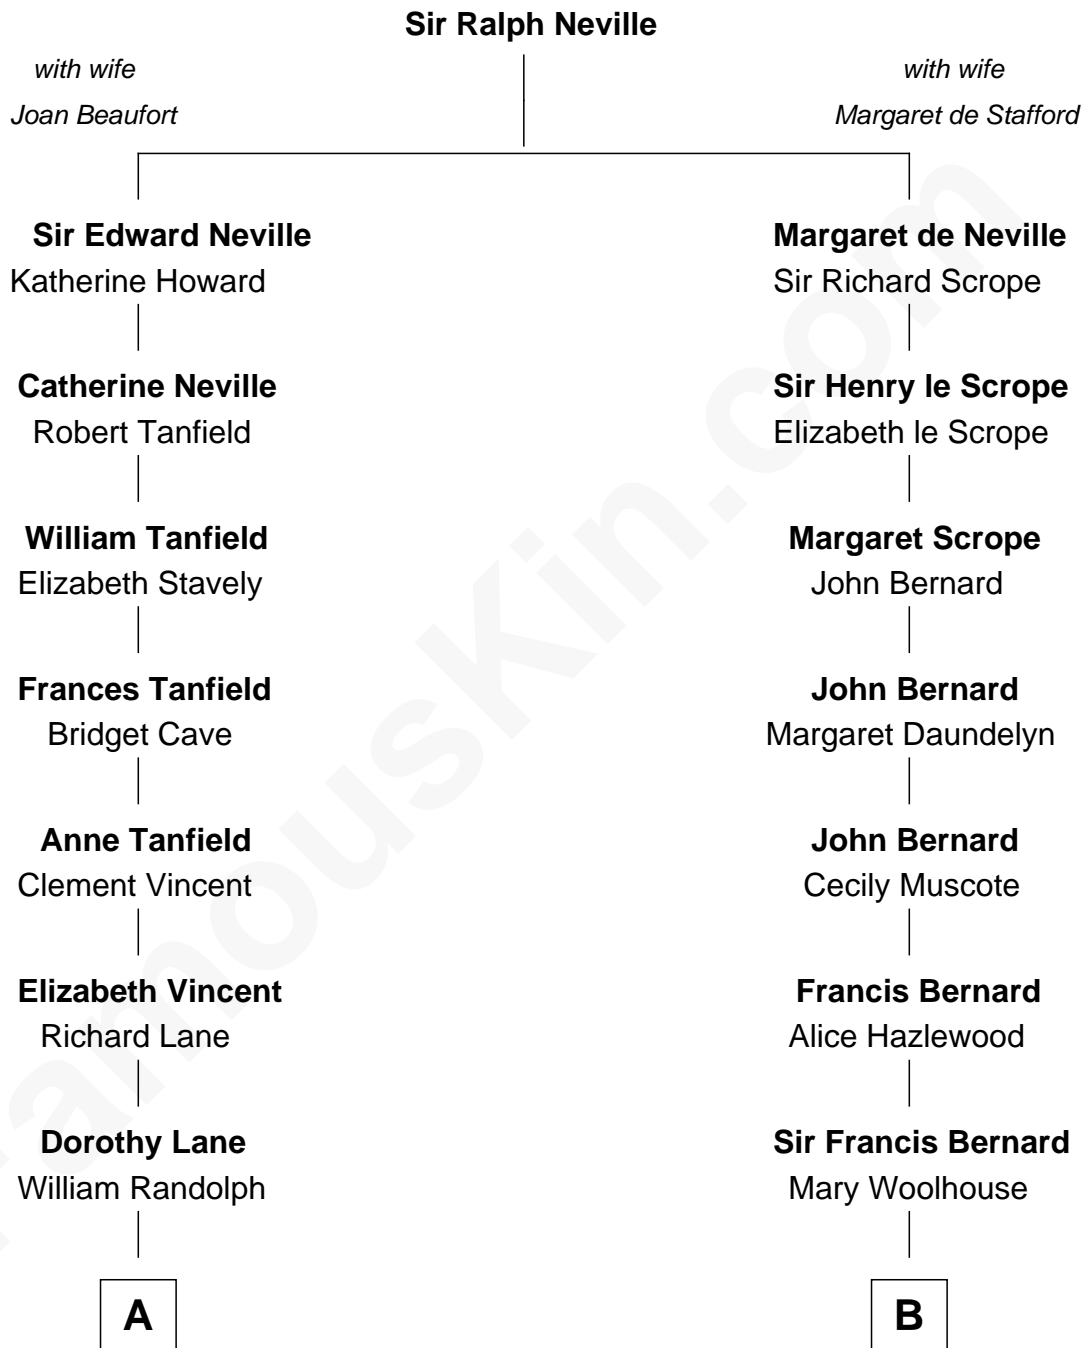 Sir Ralph Neville
with wife
Joan Beaufort
with wife
Margaret de Stafford
Sir Edward Neville
Katherine Howard
Margaret de Neville
Sir Richard Scrope
Catherine Neville
Robert Tanfield
Sir Henry le Scrope
Elizabeth le Scrope
William Tanfield
Elizabeth Stavely
Margaret Scrope
John Bernard
Frances Tanfield
Bridget Cave
John Bernard
Margaret Daundelyn
Anne Tanfield
Clement Vincent
John Bernard
Cecily Muscote
Elizabeth Vincent
Richard Lane
Francis Bernard
Alice Hazlewood
Dorothy Lane
William Randolph
Sir Francis Bernard
Mary Woolhouse
A
B
FamousKin.com